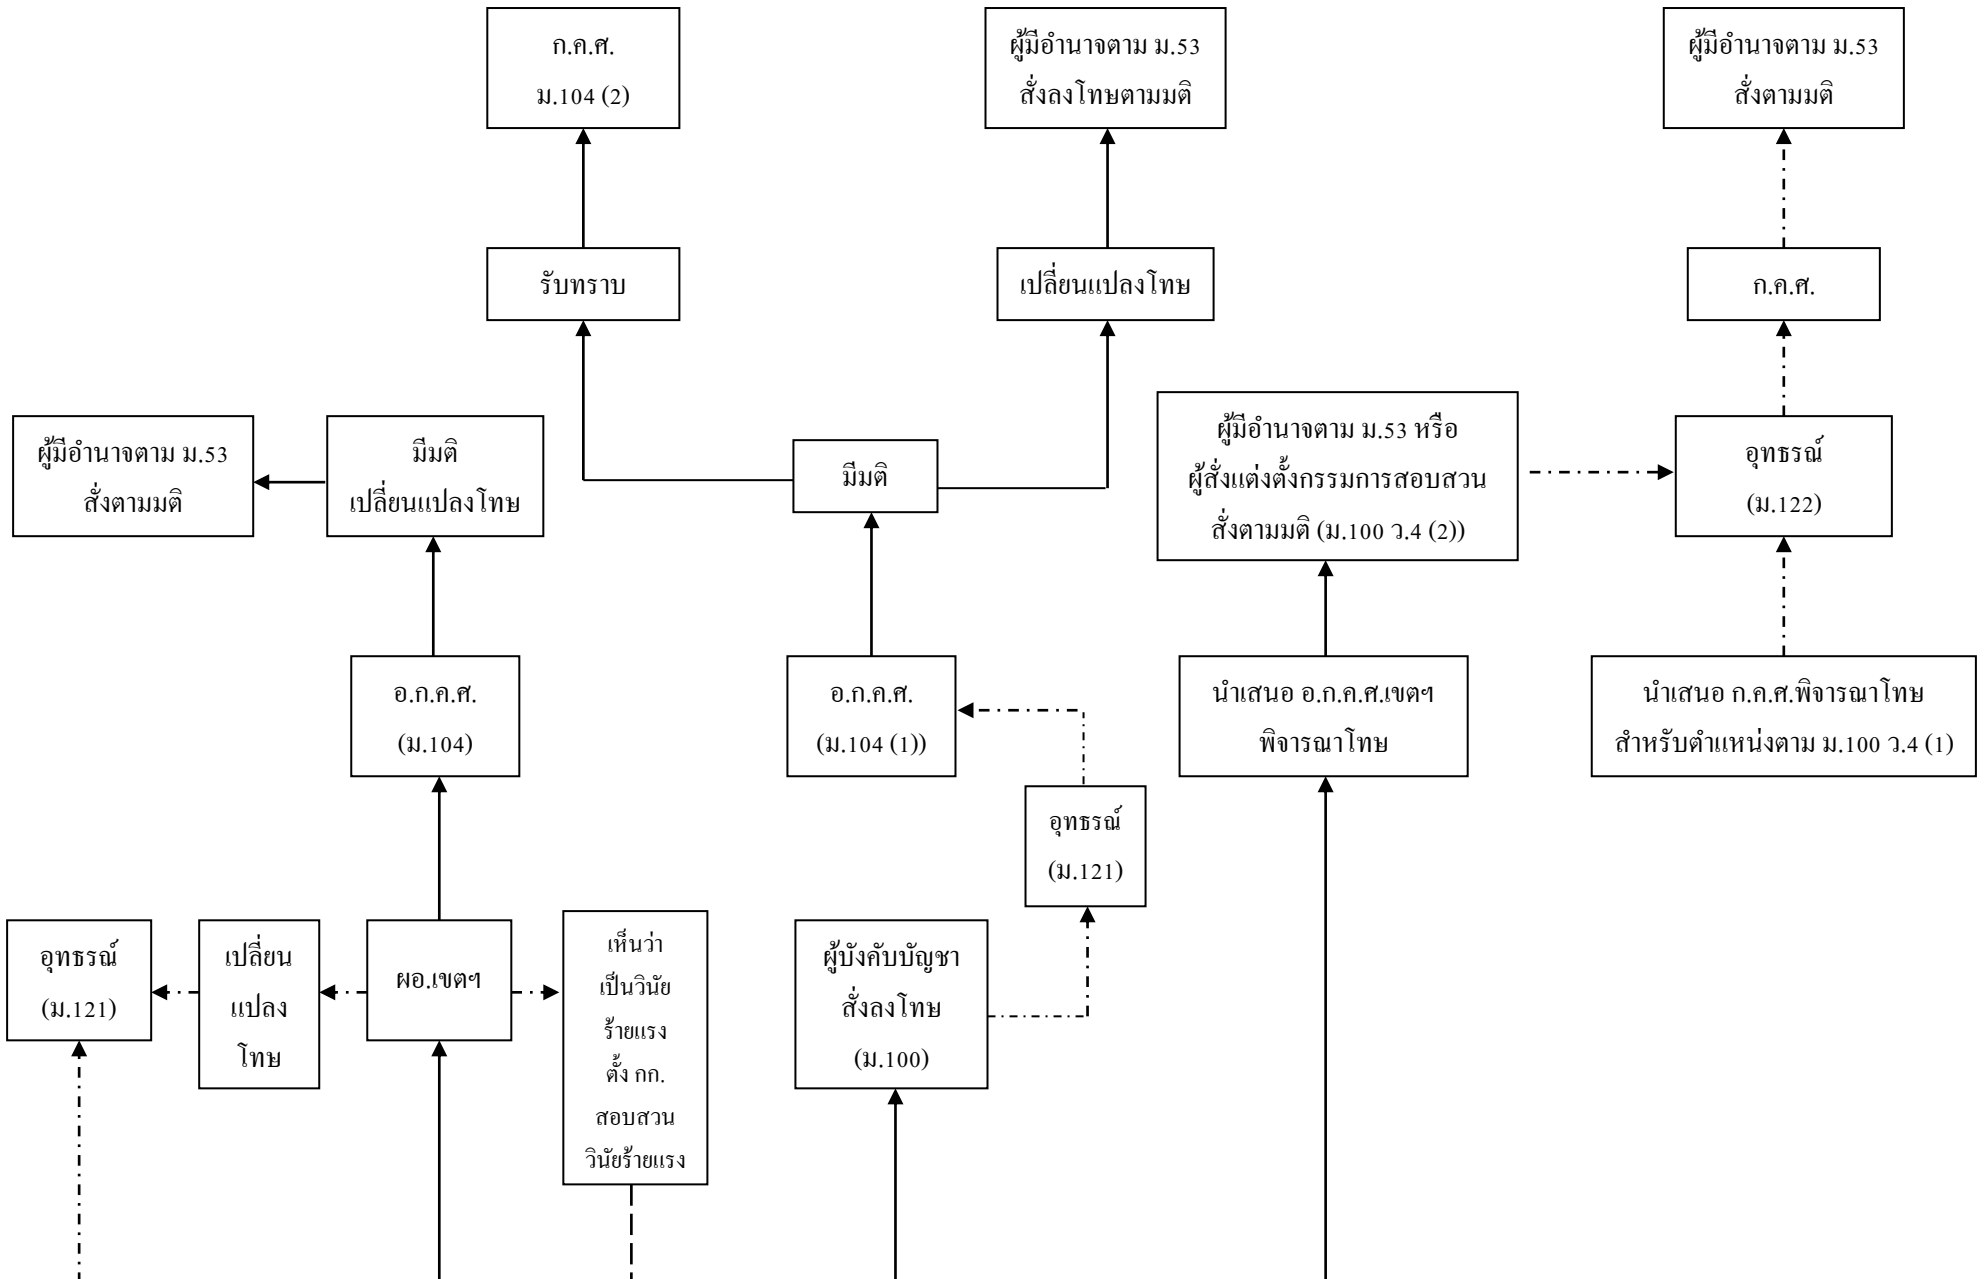 ก.ค.ศ.
ม.104 (2)
ผู้มีอำนาจตาม ม.53
สั่งลงโทษตามมติ
ผู้มีอำนาจตาม ม.53
สั่งตามมติ
รับทราบ
เปลี่ยนแปลงโทษ
ก.ค.ศ.
ผู้มีอำนาจตาม ม.53
สั่งตามมติ
มีมติ
เปลี่ยนแปลงโทษ
มีมติ
ผู้มีอำนาจตาม ม.53 หรือ
ผู้สั่งแต่งตั้งกรรมการสอบสวน
สั่งตามมติ (ม.100 ว.4 (2))
อุทธรณ์
(ม.122)
อ.ก.ค.ศ.
(ม.104)
อ.ก.ค.ศ.
(ม.104 (1))
นำเสนอ อ.ก.ค.ศ.เขตฯ
พิจารณาโทษ
นำเสนอ ก.ค.ศ.พิจารณาโทษ
สำหรับตำแหน่งตาม ม.100 ว.4 (1)
อุทธรณ์
(ม.121)
อุทธรณ์
(ม.121)
เปลี่ยน
แปลง
โทษ
ผอ.เขตฯ
เห็นว่า
เป็นวินัย
ร้ายแรง
ตั้ง กก.
สอบสวน
วินัยร้ายแรง
ผู้บังคับบัญชา
สั่งลงโทษ
(ม.100)